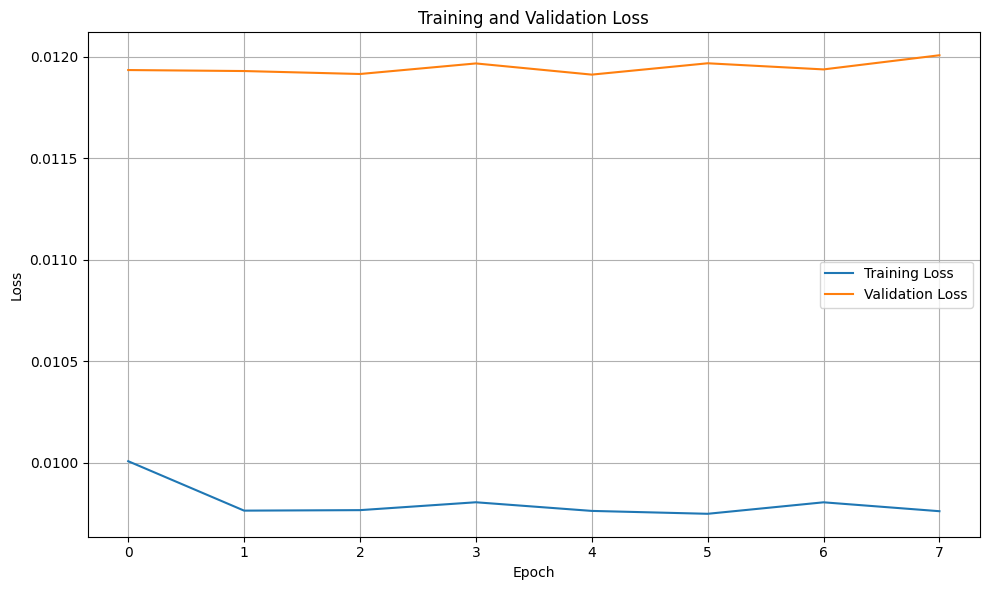 Training and Validation Loss
0.0120
0.0115
0.0110
0.0105
0.0100
Loss
Training Loss
Validation Loss
0 1 2 3 4 5 6 7
Epoch